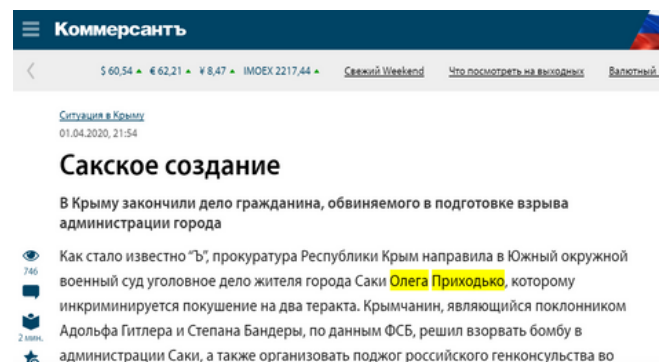 Коммерсантъ
$ 60,54 ▲ € 62,21 ▲ ¥ 8,47 ▲ IMOEX 2217,44 ▲ Свежий Weekend Что посмотреть на выходных Валютный
Ситуация в Крыму
01.04.2020, 21:54
Сакское создание
В Крыму закончили дело гражданина, обвиняемого в подготовке взрыва
администрации города
Как стало известно “Ъ”, прокуратура Республики Крым направила в Южный окружной
746
военный суд уголовное дело жителя города Саки Олега Приходько, которому
инкриминируется покушение на два теракта. Крымчанин, являющийся поклонником
2 мин.
Адольфа Гитлера и Степана Бандеры, по данным ФСБ, решил взорвать бомбу в
администрации Саки, а также организовать поджог российского генконсульства во